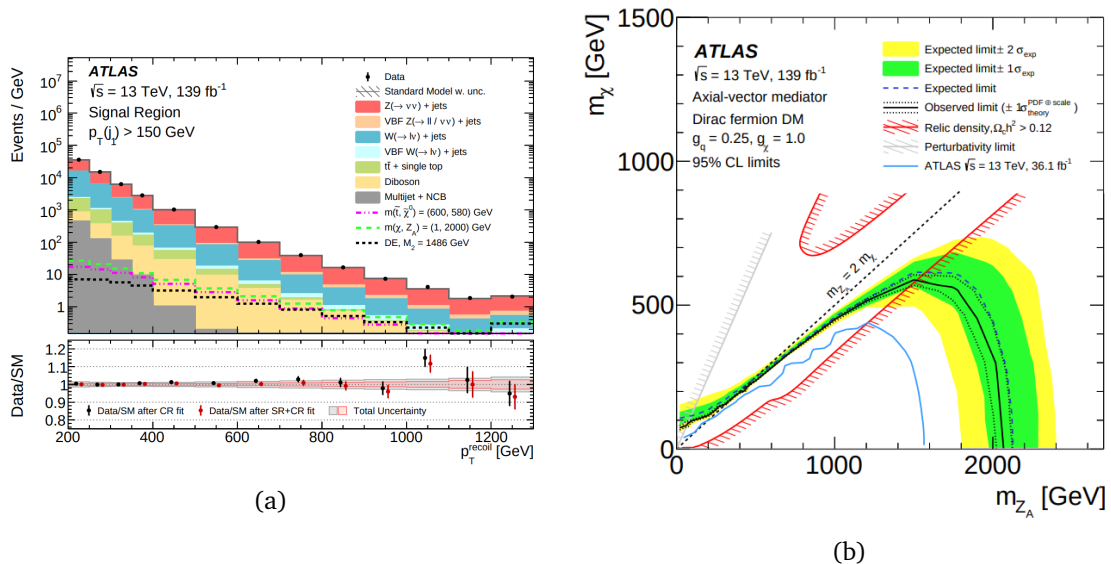 ATLAS
√s = 13 TeV, 139 fb⁻¹
Signal Region
p_T(j₁) > 150 GeV
Data
Standard Model w. unc.
Z(→ νν) + jets
VBF Z(→ ll / νν) + jets
W(→ lν) + jets
VBF W(→ lν) + jets
tt̄ + single top
Diboson
Multijet + NCB
m(t̃, χ̃⁰) = (600, 580) GeV
m(χ, Z_A) = (1, 2000) GeV
DE, M₂ = 1486 GeV
Events / GeV
10⁷
10⁶
10⁵
10⁴
10³
10²
10
1
Data/SM
1.2
1.1
1.0
0.9
0.8
Data/SM after CR fit
Data/SM after SR+CR fit
Total Uncertainty
200 400 600 800 1000 1200
p_T^recoil [GeV]
(a)
m_χ [GeV]
1500
1000
500
0
ATLAS
√s = 13 TeV, 139 fb⁻¹
Axial-vector mediator
Dirac fermion DM
g_q = 0.25, g_χ = 1.0
95% CL limits
Expected limit ± 2 σ_exp
Expected limit ± 1σ_exp
Expected limit
Observed limit (± 1σ_theory^PDF⊕scale)
Relic density,Ω_c h² > 0.12
Perturbativity limit
ATLAS √s = 13 TeV, 36.1 fb⁻¹
m_Z_A = 2 m_χ
0 1000 2000
m_Z_A [GeV]
(b)